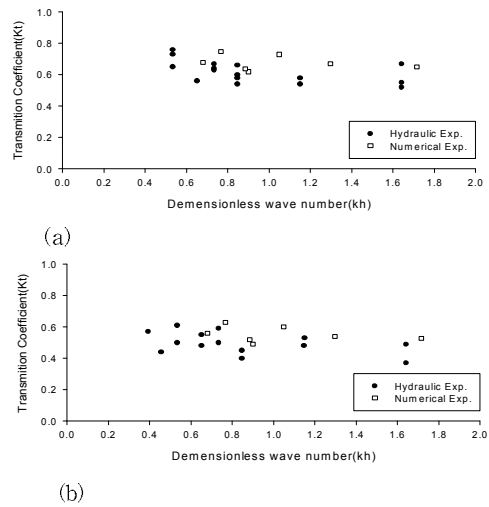 1.0
0.8
0.6
0.4
0.2
0.0
Transmition Coefficient(Kt)
Hydraulic Exp.
Numerical Exp.
0.0 0.2 0.4 0.6 0.8 1.0 1.2 1.4 1.6 1.8 2.0
Demensionless wave number(kh)
(a)
1.0
0.8
0.6
0.4
0.2
0.0
Transmition Coefficient(Kt)
Hydraulic Exp.
Numerical Exp.
0.0 0.2 0.4 0.6 0.8 1.0 1.2 1.4 1.6 1.8 2.0
Demensionless wave number(kh)
(b)